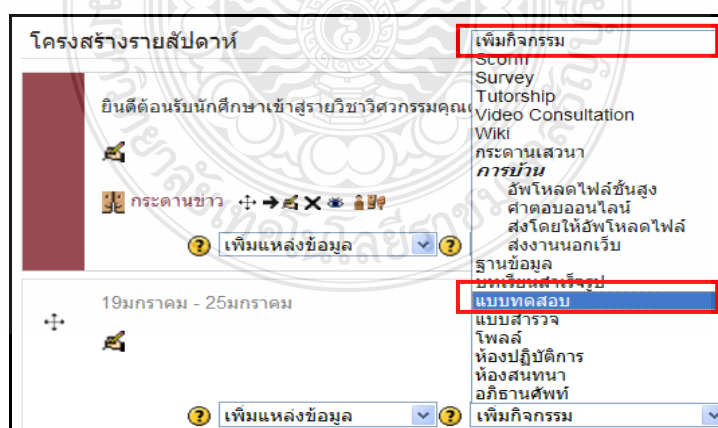 โครงสร้างรายสัปดาห์
เพิ่มกิจกรรม
Scorm
Survey
Tutorship
Video Consultation
Wiki
กระดานเสวนา
การบ้าน
อัพโหลดไฟล์ขั้นสูง
คำตอบออนไลน์
ส่งโดยให้อัพโหลดไฟล์
ส่งงานนอกเว็บ
ฐานข้อมูล
บทเรียนสำเร็จรูป
แบบทดสอบ
แบบสำรวจ
โพลล์
ห้องปฏิบัติการ
ห้องสนทนา
อภิธานศัพท์
ยินดีต้อนรับนักศึกษาเข้าสู่รายวิชาวิศวกรรมคุณ
กระดานข่าว
เพิ่มแหล่งข้อมูล
19มกราคม - 25มกราคม
เพิ่มแหล่งข้อมูล เพิ่มกิจกรรม